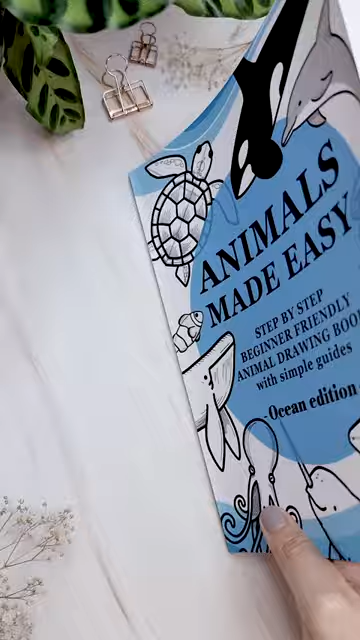 ANIMALS
MADE EASY
STEP BY STEP
BEGINNER FRIENDLY
ANIMAL DRAWING BOOK
with simple guides
-Ocean edition